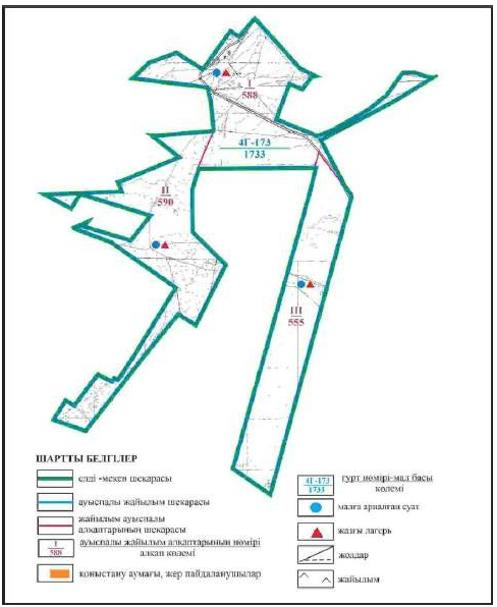 I
588
4Г-173
1733
II
590
III
555
ШАРТТЫ БЕЛГІЛЕР
елді -мекен шекарасы
ауыспалы жайылым шекарасы
жайылым ауыспалы
алқаптарының шекарасы
I
588
ауыспалы жайылым алқаптарының нөмірі
алқап көлемі
қоныстану аумағы, жер пайдаланушылар
4Г-173
1733
гурт нөмірі-мал басы
көлемі
малға арналған суат
жазғы лагерь
жолдар
жайылым